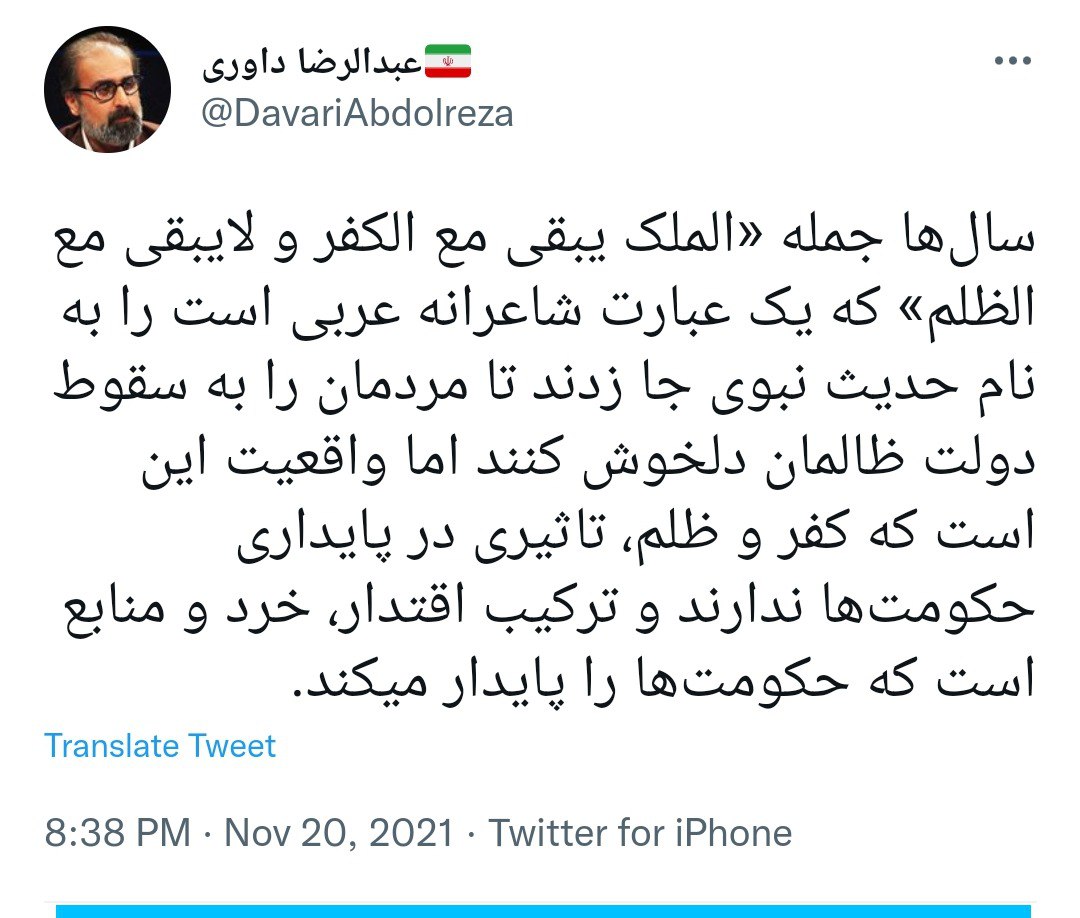 عبدالرضا داوری
@DavariAbdolreza
سال‌ها جمله «الملک یبقی مع الکفر و لایبقی مع
الظلم» که یک عبارت شاعرانه عربی است را به
نام حدیث نبوی جا زدند تا مردمان را به سقوط
دولت ظالمان دلخوش کنند اما واقعیت این
است که کفر و ظلم، تاثیری در پایداری
حکومت‌ها ندارند و ترکیب اقتدار، خرد و منابع
است که حکومت‌ها را پایدار میکند.
Translate Tweet
8:38 PM · Nov 20, 2021 · Twitter for iPhone